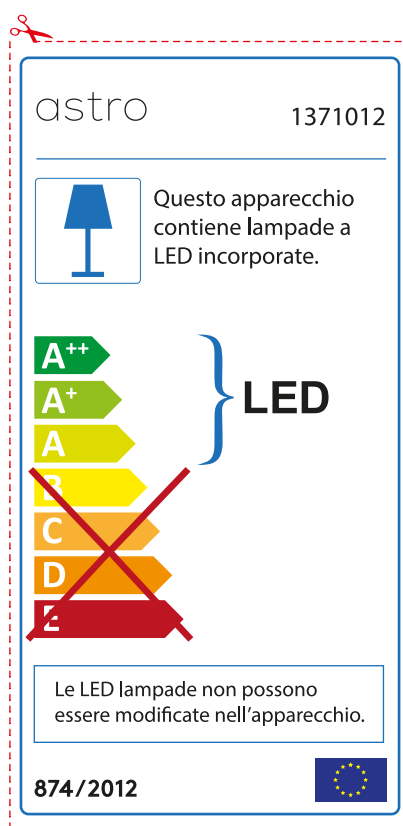 astro
1371012
Questo apparecchio
contiene lampade a
LED incorporate.
A++
A+
A
B
C
D
E
LED
Le LED lampade non possono
essere modificate nell'apparecchio.
874/2012